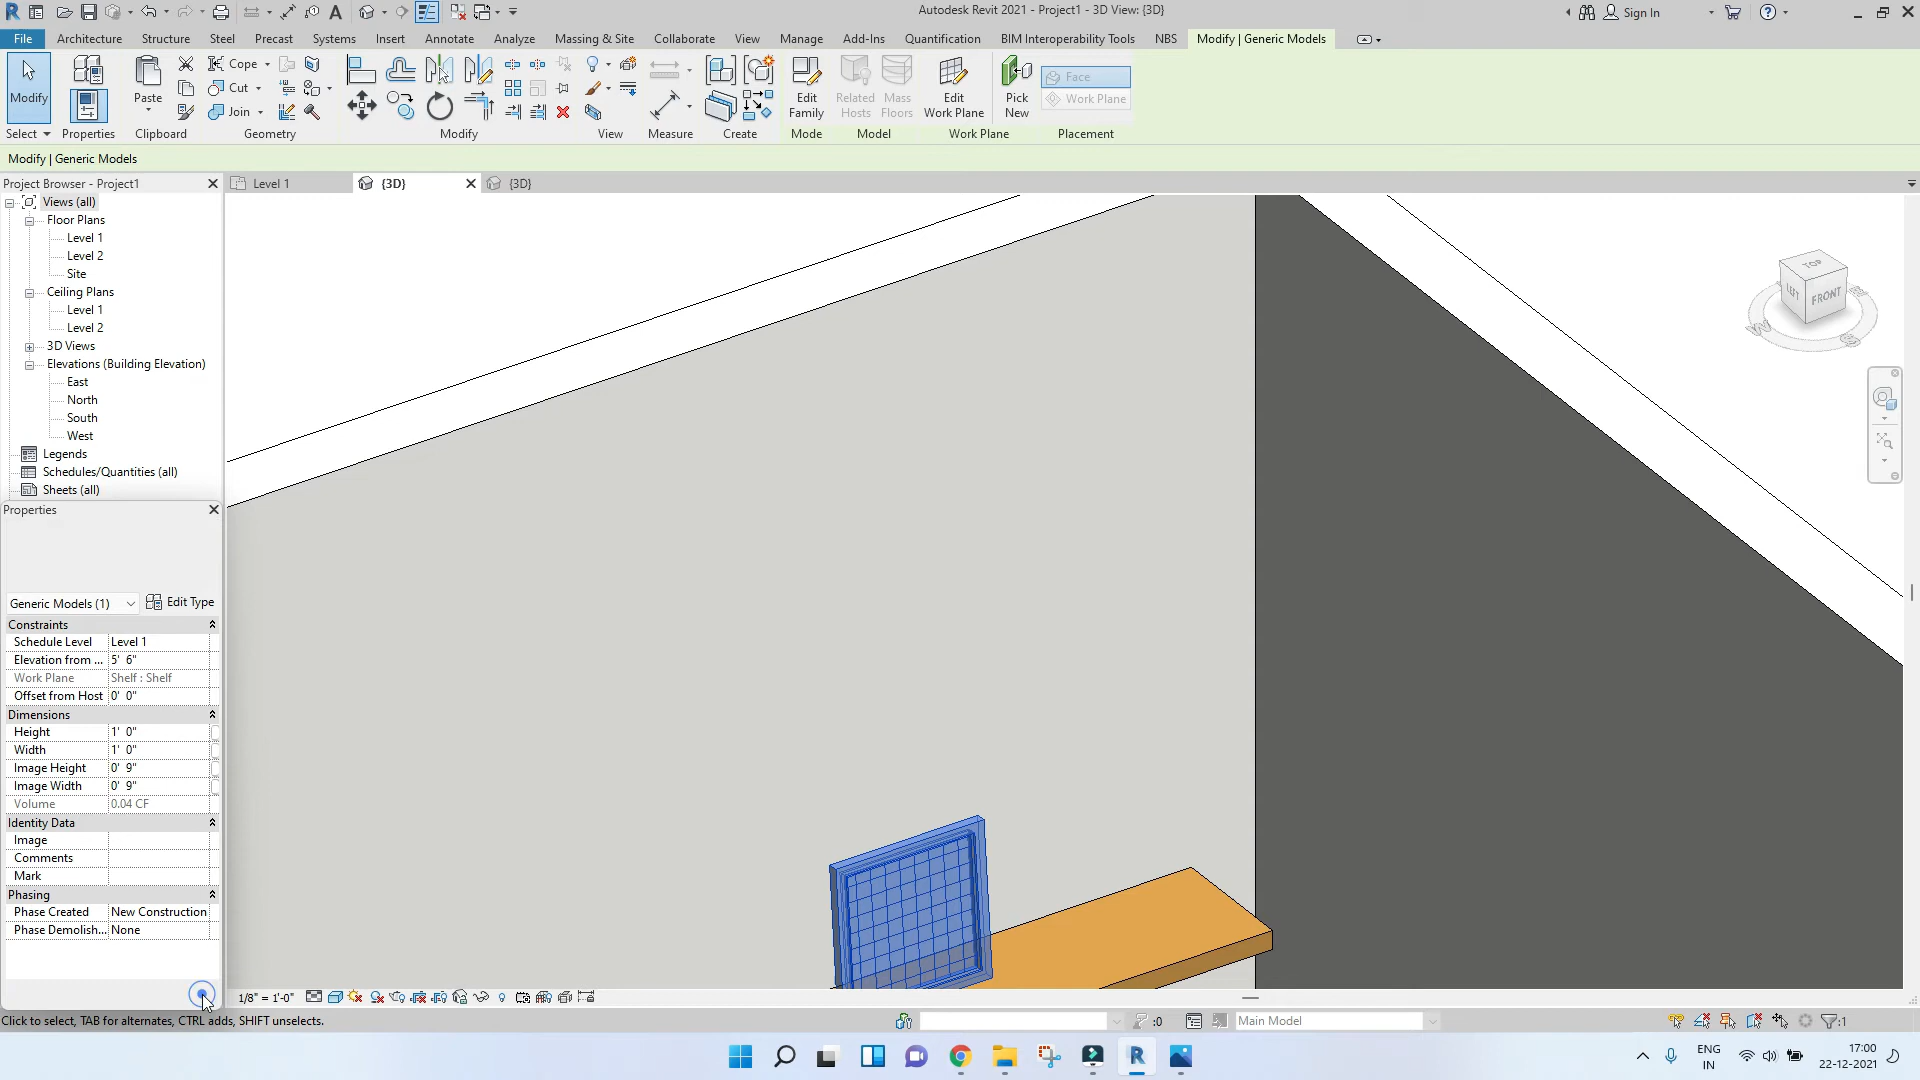 Autodesk Revit 2021 - Project1 - 3D View: {3D}
Sign In
File
Architecture
Structure
Steel
Precast
Systems
Insert
Annotate
Analyze
Massing & Site
Collaborate
View
Manage
Add-Ins
Quantification
BIM Interoperability Tools
NBS
Modify | Generic Models
Modify
Paste
Cope
Cut
Join
Edit
Family
Related
Hosts
Mass
Floors
Edit
Work Plane
Pick
New
Face
Work Plane
Select
Properties
Clipboard
Geometry
Modify
View
Measure
Create
Mode
Model
Work Plane
Placement
Modify | Generic Models
Project Browser - Project1
Level 1
{3D}
{3D}
Views (all)
Floor Plans
Level 1
Level 2
Site
Ceiling Plans
Level 1
Level 2
3D Views
Elevations (Building Elevation)
East
North
South
West
Legends
Schedules/Quantities (all)
Sheets (all)
TOP
LEFT
FRONT
W
S
E
Properties
Generic Models (1)
Edit Type
Constraints
Schedule Level Level 1
Elevation from ... 5' 6"
Work Plane Shelf : Shelf
Offset from Host 0' 0"
Dimensions
Height 1' 0"
Width 1' 0"
Image Height 0' 9"
Image Width 0' 9"
Volume 0.04 CF
Identity Data
Image
Comments
Mark
Phasing
Phase Created New Construction
Phase Demolish... None
1/8" = 1'-0"
Click to select, TAB for alternates, CTRL adds, SHIFT unselects.
:0
Main Model
:1
ENG
IN
17:00
22-12-2021